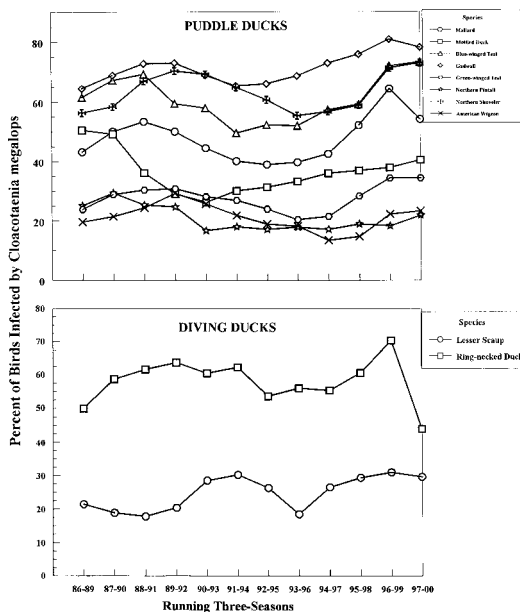 PUDDLE DUCKS
Species
Mallard
Mottled Duck
Blue-winged Teal
Gadwall
Green-winged Teal
Northern Pintail
Northern Shoveler
American Wigeon
80
60
40
20
0
Percent of Birds Infected by Cloacotaenia megalops
DIVING DUCKS
Species
Lesser Scaup
Ring-necked Duck
80
70
60
50
40
30
20
10
0
86-89 87-90 88-91 89-92 90-93 91-94 92-95 93-96 94-97 95-98 96-99 97-00
Running Three-Seasons